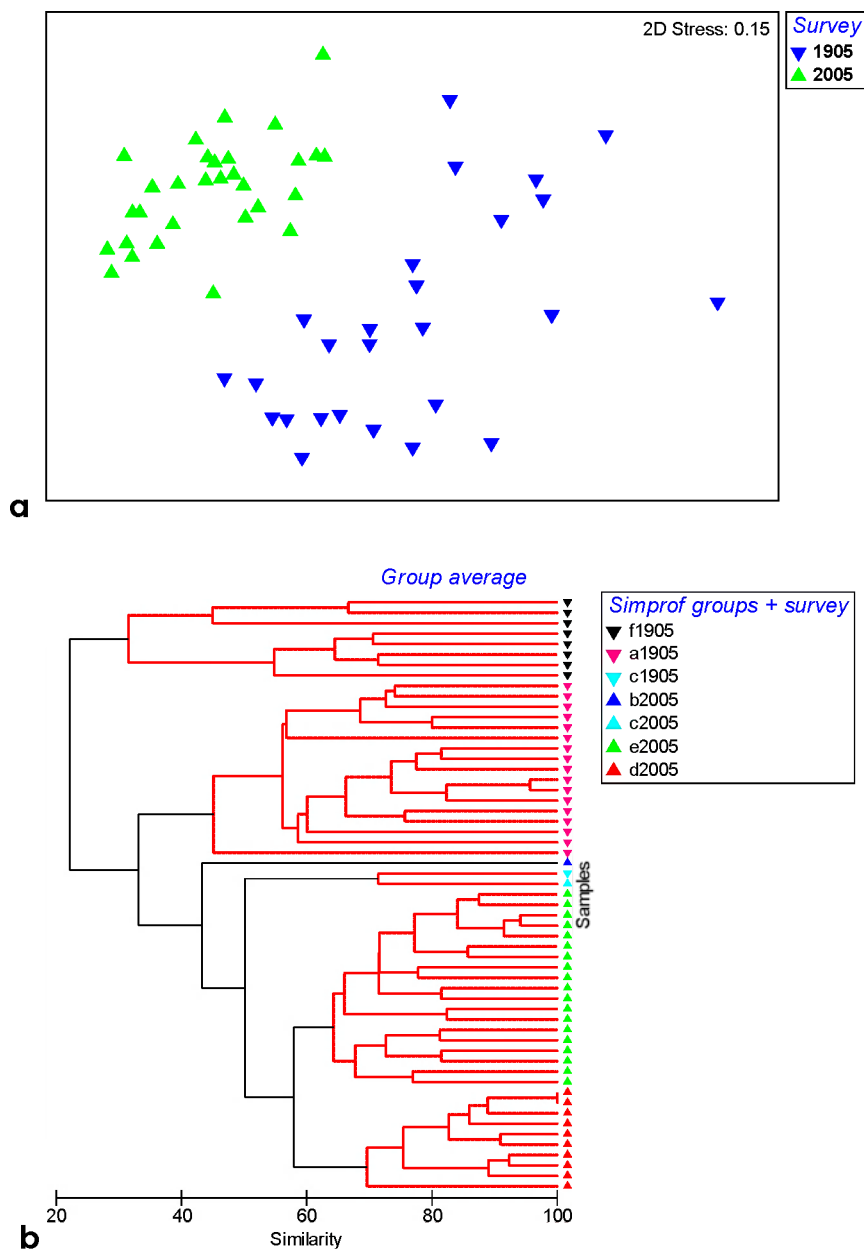 2D Stress: 0.15
Survey
1905
2005
a
Group average
Simprof groups + survey
f1905
a1905
c1905
b2005
c2005
e2005
d2005
Samples
20 40 60 80 100
Similarity
b